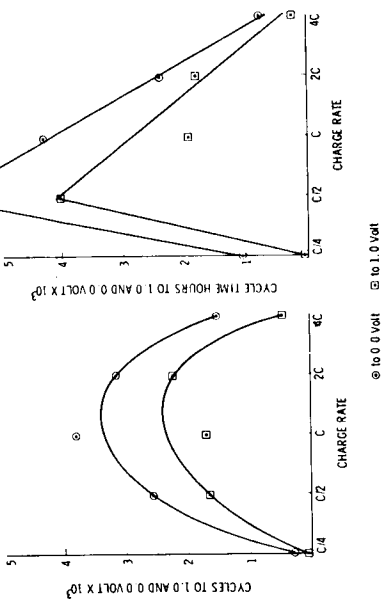 CYCLES TO 1.0 AND 0.0 VOLT X 10³
5
4
3
2
1
0
C/4 C/2 C 2C 4C
CHARGE RATE
CYCLE TIME HOURS TO 1.0 AND 0.0 VOLT X 10³
5
4
3
2
1
0
C/4 C/2 C 2C 4C
CHARGE RATE
to 0 0 Volt to 1.0 Volt